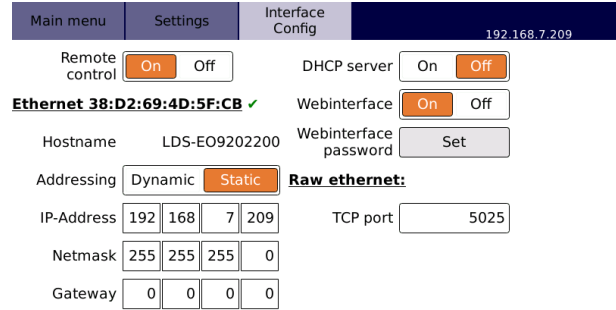 Main menu Settings Interface Config 192.168.7.209
Remote control On Off DHCP server On Off
Ethernet 38:D2:69:4D:5F:CB ✔ Webinterface On Off
Hostname LDS-EO9202200 Webinterface password Set
Addressing Dynamic Static Raw ethernet:
IP-Address 192 168 7 209 TCP port 5025
Netmask 255 255 255 0
Gateway 0 0 0 0